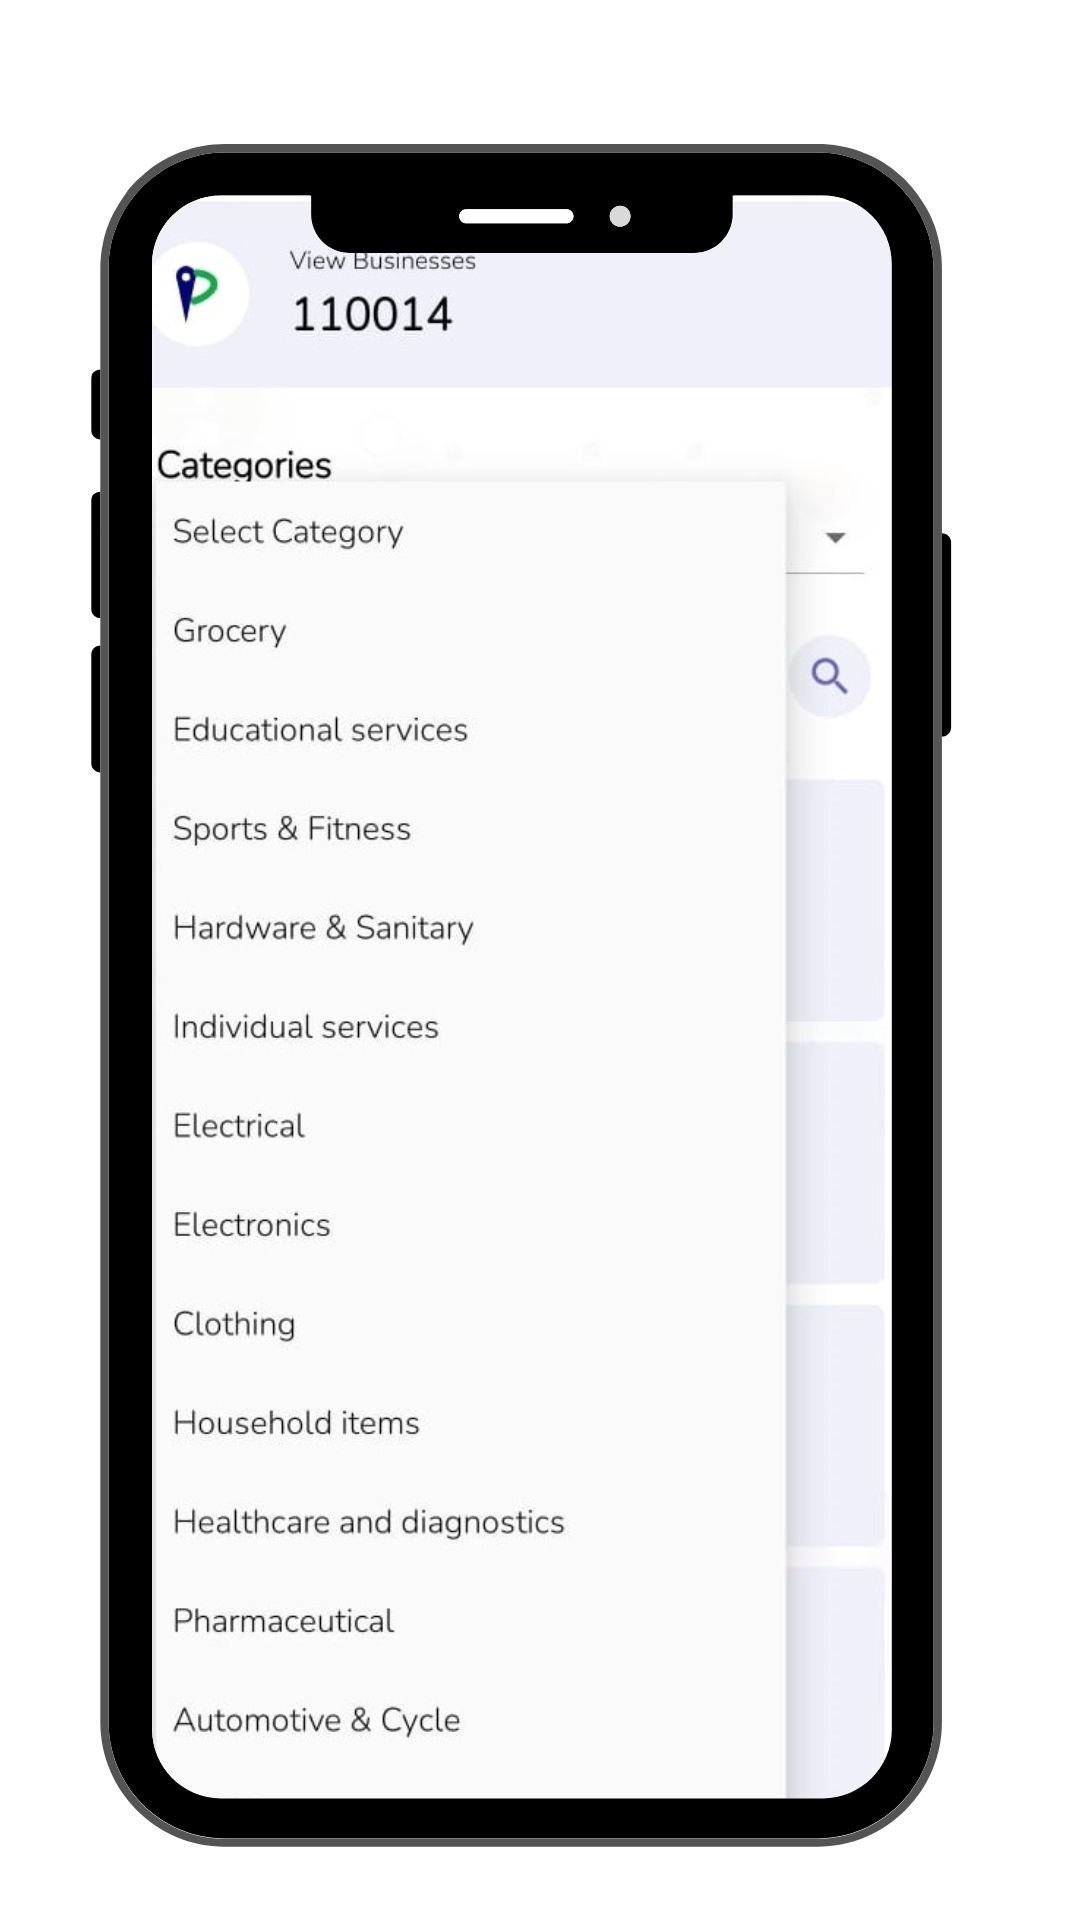 View Businesses
110014
Categories
Select Category
Grocery
Educational services
Sports & Fitness
Hardware & Sanitary
Individual services
Electrical
Electronics
Clothing
Household items
Healthcare and diagnostics
Pharmaceutical
Automotive & Cycle